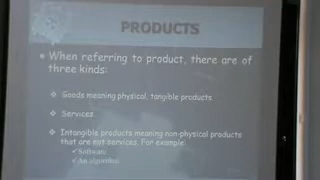 PRODUCTS
When referring to product, there are of
three kinds:
Goods meaning physical, tangible products
Services
Intangible products meaning non-physical products
that are not services. For example:
Software
An algorithm